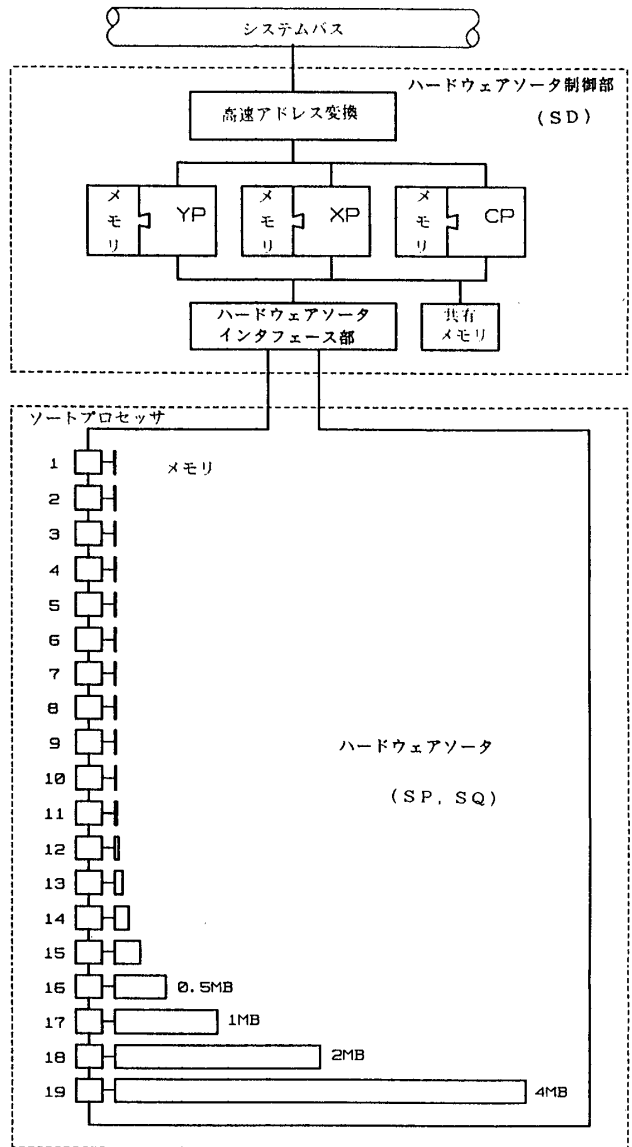 システムバス
ハードウェアソータ制御部
(SD)
高速アドレス変換
メモリ
YP
メモリ
XP
メモリ
CP
ハードウェアソータ
インタフェース部
共有
メモリ
ソートプロセッサ
メモリ
1
2
3
4
5
6
7
8
9
10
11
12
13
14
15
16
0.5MB
17
1MB
18
2MB
19
4MB
ハードウェアソータ
(SP, SQ)